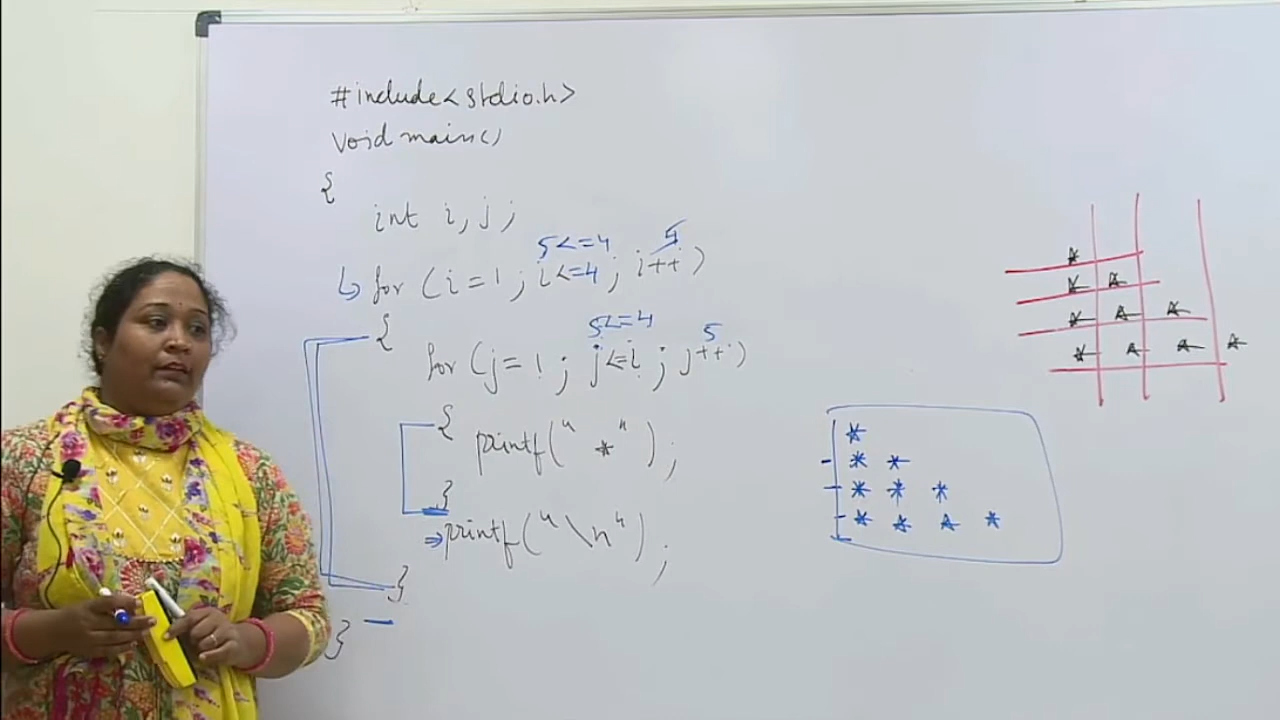 #include<stdio.h>
void main()
{
int i, j;
5<=4 5
for (i=1; i<=4; i++)
{
5<=4 5
for (j=1; j<=i; j++)
{
printf("*");
}
printf("\n");
}
}
*
* *
* * *
* * * *
*
* *
* * *
* * * *